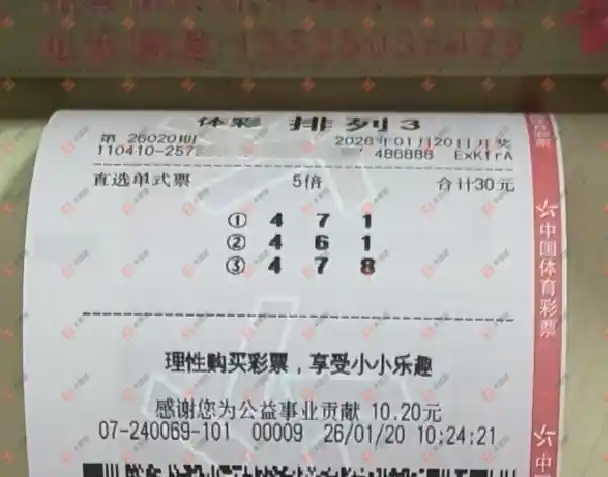 体彩 排列3
第 26020期 2026年01月20日开奖
110410-257 486888 ExKfrA
直选单式票 5倍 合计30元
① 4 7 1
② 4 6 1
③ 4 7 8
理性购买彩票，享受小小乐趣
感谢您为公益事业贡献 10.20元
07-240069-101 00009 26/01/20 10:24:21
中国体育彩票
中